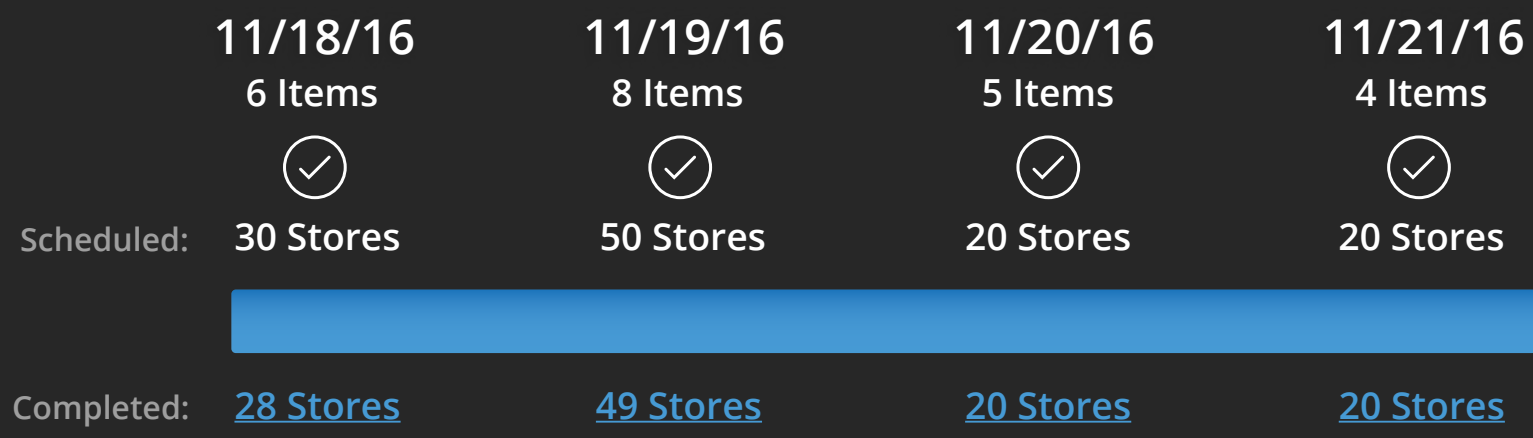 11/18/16 11/19/16 11/20/16 11/21/16
6 Items 8 Items 5 Items 4 Items
Scheduled: 30 Stores 50 Stores 20 Stores 20 Stores
Completed: 28 Stores 49 Stores 20 Stores 20 Stores